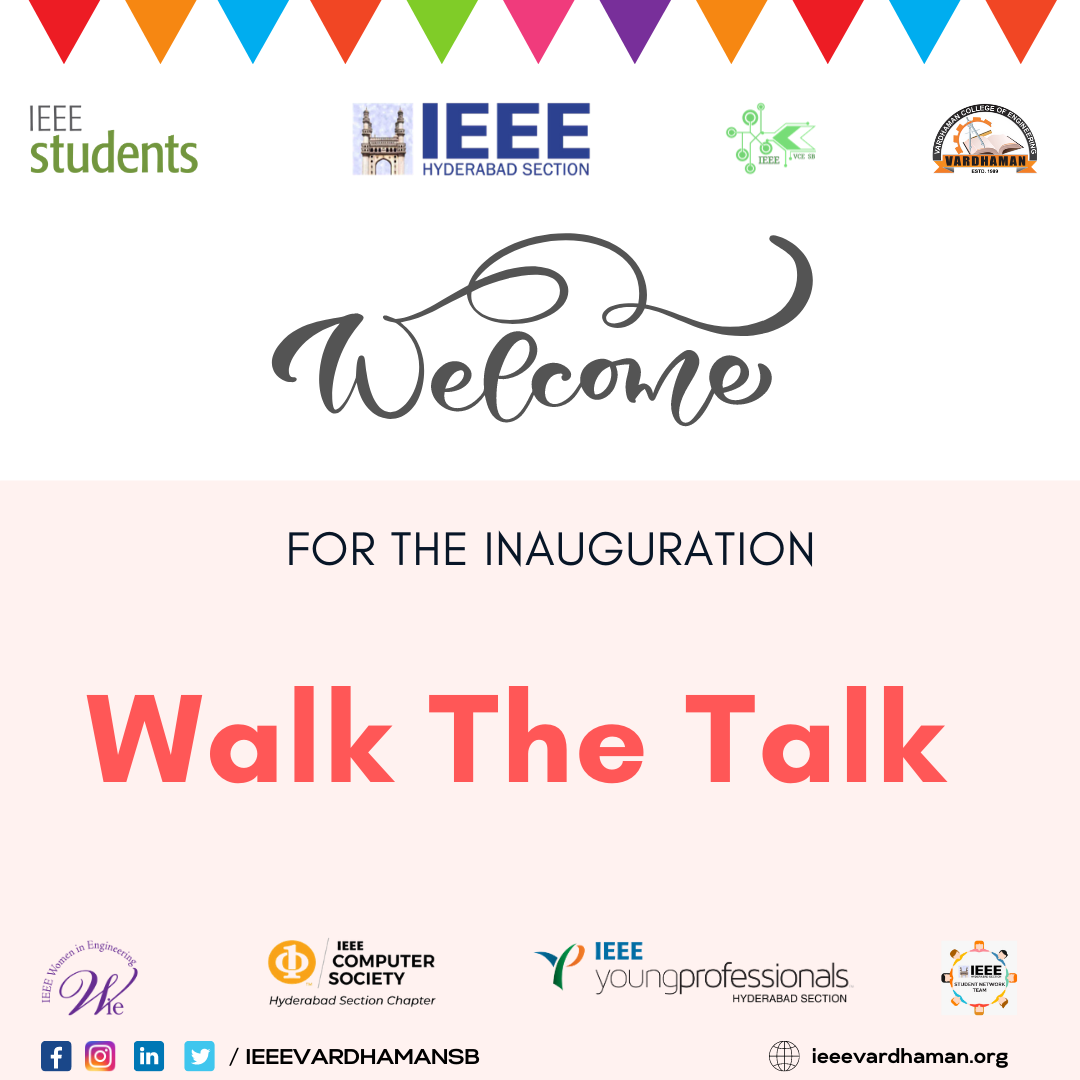 IEEE
students
IEEE
HYDERABAD SECTION
IEEE VCE SB
VARDHAMAN COLLEGE OF ENGINEERING
VARDHAMAN
ESTD. 1999
Welcome
FOR THE INAUGURATION
Walk The Talk
IEEE Women in Engineering
Wie
IEEE
COMPUTER
SOCIETY
Hyderabad Section Chapter
IEEE
youngprofessionals
HYDERABAD SECTION
IEEE
STUDENT NETWORK
TEAM
/ IEEEVARDHAMANSB
ieeevardhaman.org